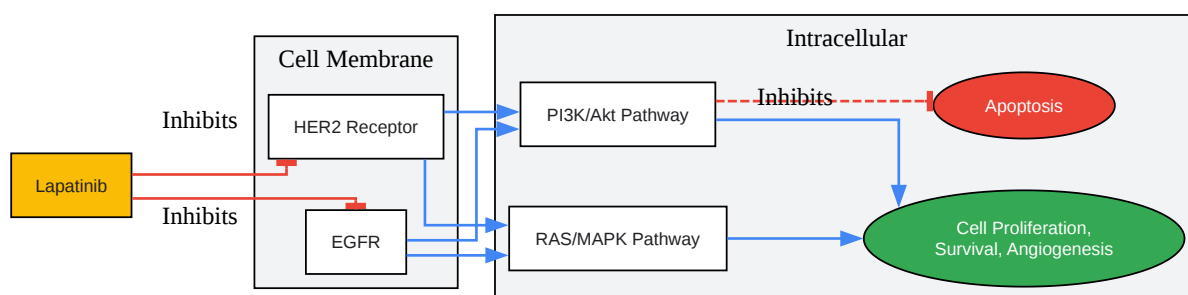 Intracellular
Cell Membrane
Inhibits
Inhibits
HER2 Receptor
PI3K/Akt Pathway
Apoptosis
Lapatinib
Inhibits
EGFR
RAS/MAPK Pathway
Cell Proliferation,
Survival, Angiogenesis